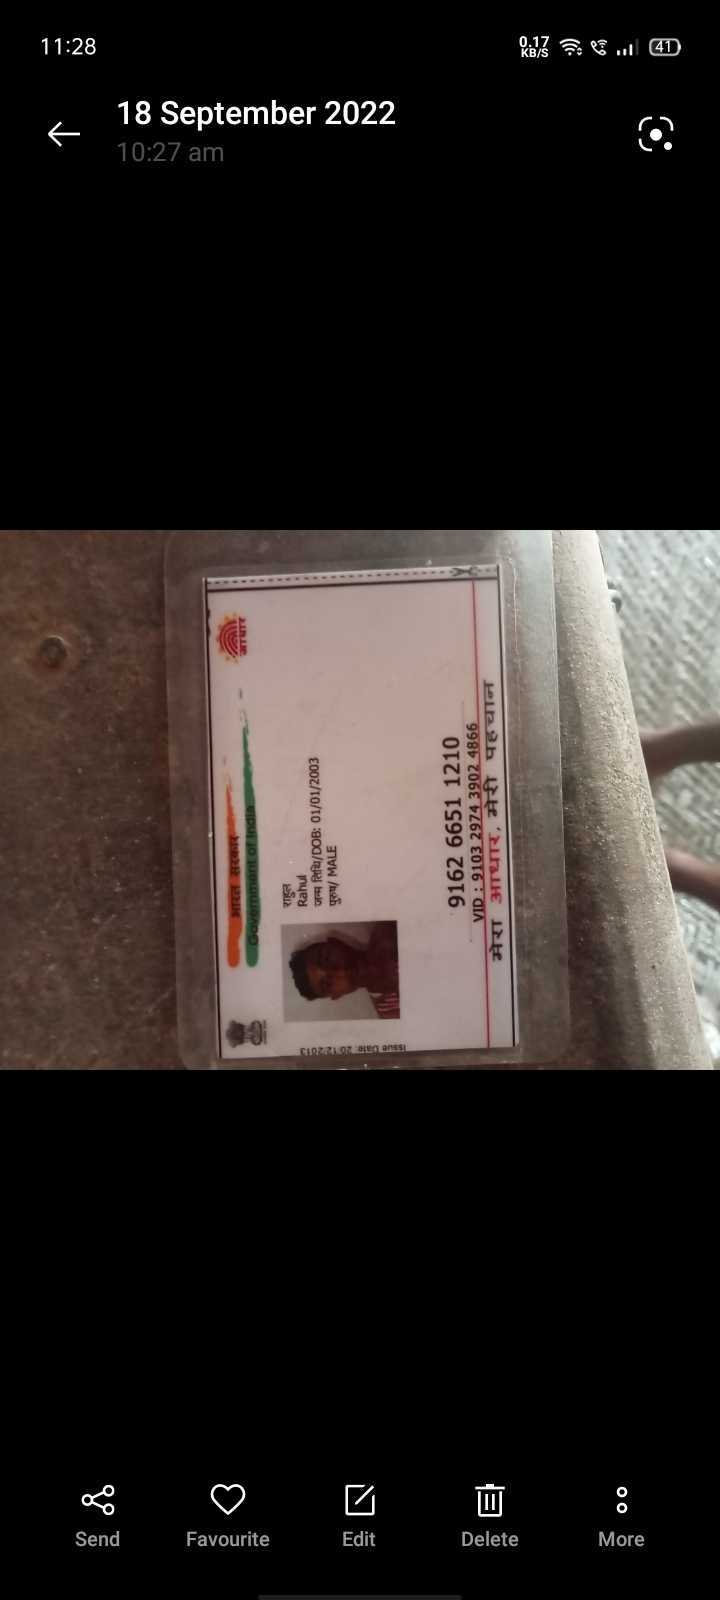 11:28
0.17 KB/S
41
18 September 2022
10:27 am
भारत सरकार
Government of India
आधार
राहुल
Rahul
जन्म तिथि/DOB: 01/01/2003
पुरुष/ MALE
Issue Date: 20/12/2013
9162 6651 1210
VID : 9103 2974 3902 4866
मेरा आधार, मेरी पहचान
Send
Favourite
Edit
Delete
More